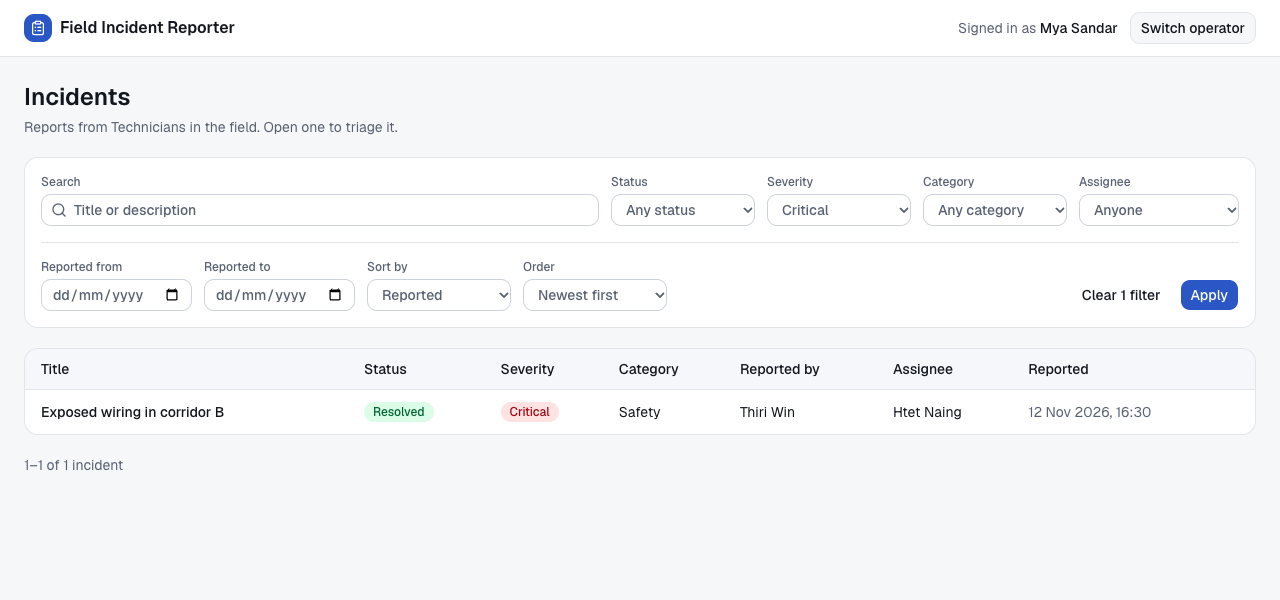 Field Incident Reporter
Signed in as Mya Sandar
Switch operator
Incidents
Reports from Technicians in the field. Open one to triage it.
Search Status Severity Category Assignee
Title or description Any status Critical Any category Anyone
Reported from Reported to Sort by Order
dd/mm/yyyy dd/mm/yyyy Reported Newest first Clear 1 filter Apply
Title Status Severity Category Reported by Assignee Reported
Exposed wiring in corridor B Resolved Critical Safety Thiri Win Htet Naing 12 Nov 2026, 16:30
1–1 of 1 incident